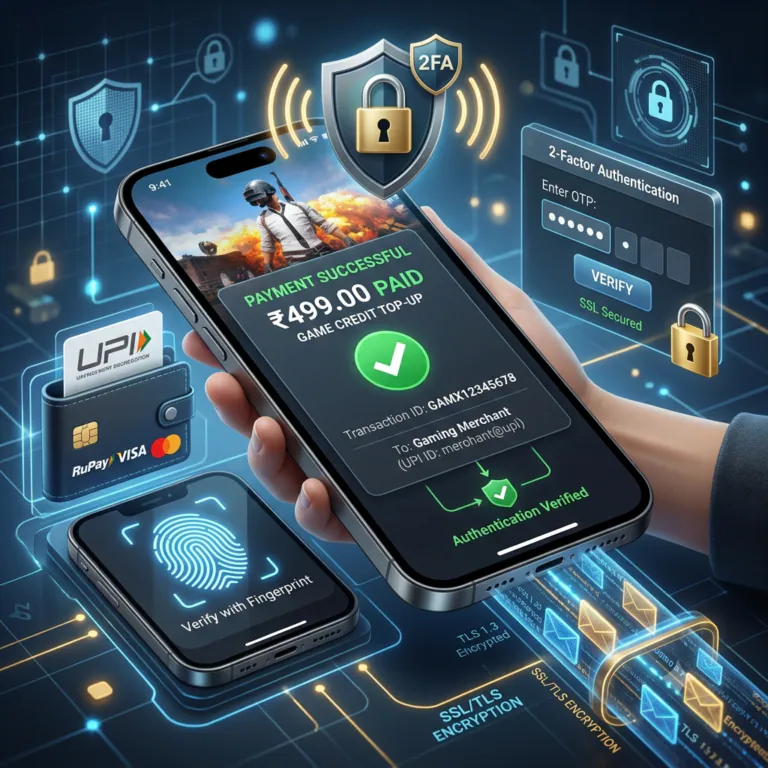 2FA
9:41
2-Factor Authentication
Enter OTP:
VERIFY
SSL Secured
PAYMENT SUCCESSFUL
₹499.00 PAID
GAME CREDIT TOP-UP
Transaction ID: GAMX12345678
To: Gaming Merchant
(UPI ID: merchant@upl)
Authentication Verified
UPI
RuPay VISA
Verify with Fingerprint
TLS 1.3
Encrypted
SSL/TLS
ENCRYPTION
SSL/TLS ENCRYPTION